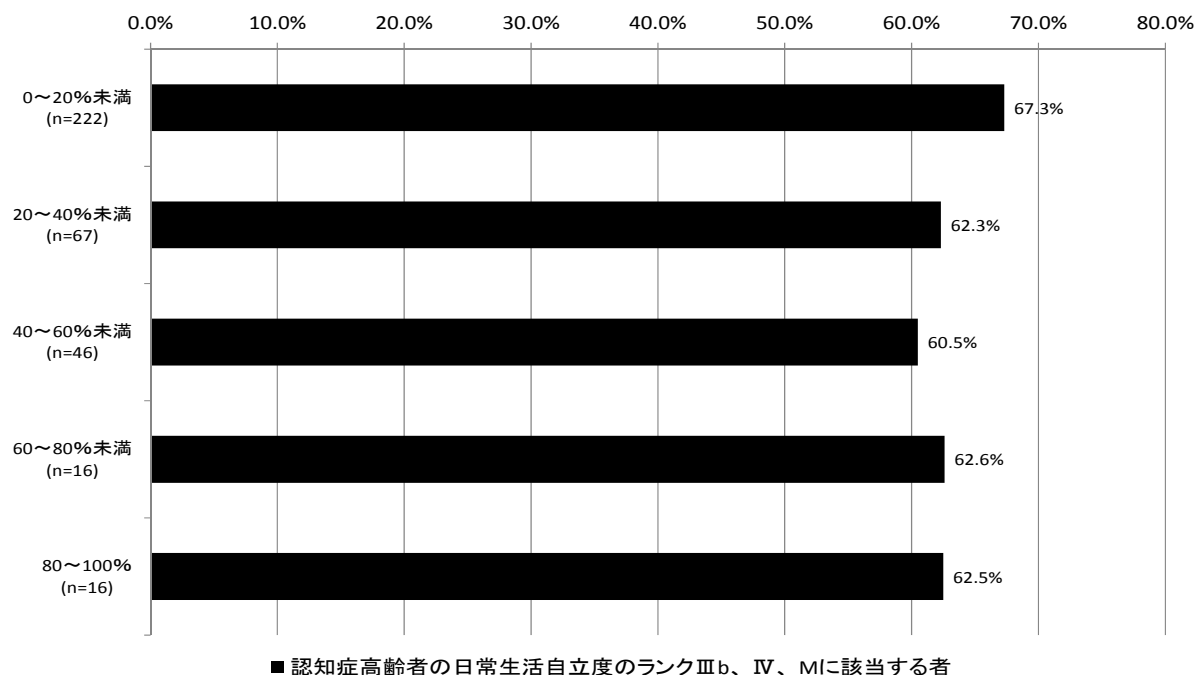 0.0% 10.0% 20.0% 30.0% 40.0% 50.0% 60.0% 70.0% 80.0%
0～20%未満
(n=222)
67.3%
20～40%未満
(n=67)
62.3%
40～60%未満
(n=46)
60.5%
60～80%未満
(n=16)
62.6%
80～100%
(n=16)
62.5%
■認知症高齢者の日常生活自立度のランクⅢb、Ⅳ、Mに該当する者